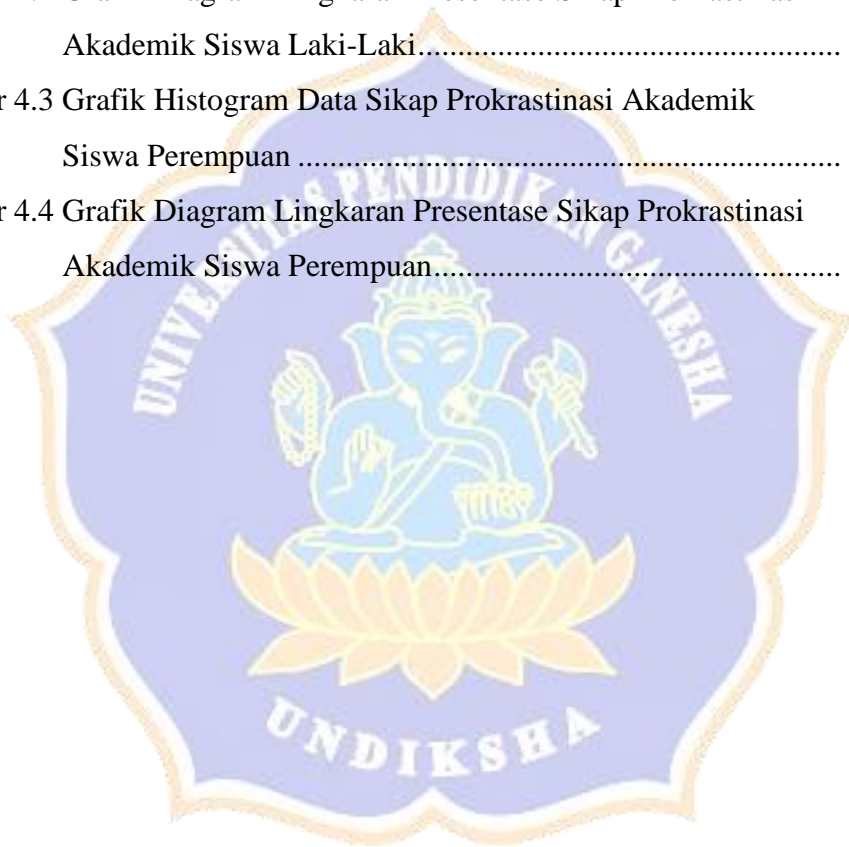 Akademik Siswa Laki-Laki....................................................
r 4.3 Grafik Histogram Data Sikap Prokrastinasi Akademik
Siswa Perempuan ...................................................................
r 4.4 Grafik Diagram Lingkaran Presentase Sikap Prokrastinasi
Akademik Siswa Perempuan..................................................
UNIVERSITAS PENDIDIKAN GANESHA
UNDIKSHA